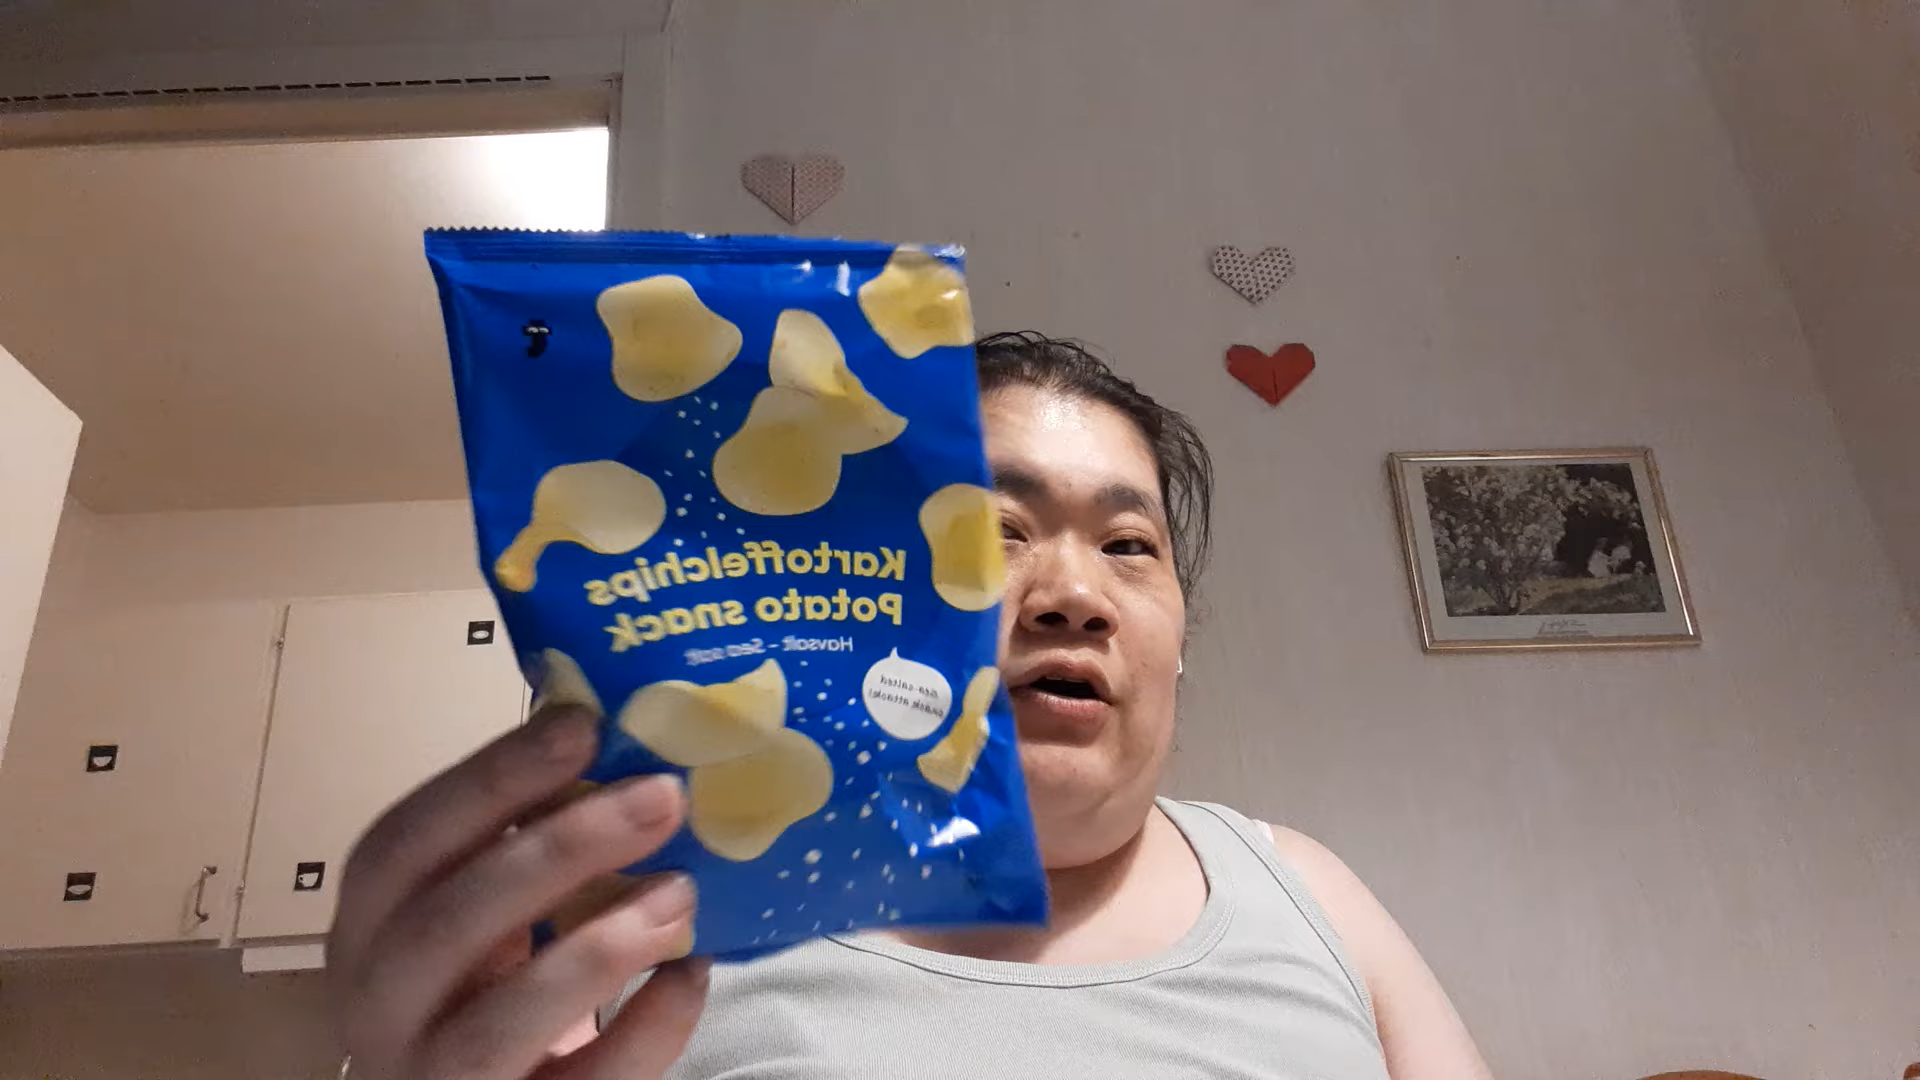 Kartoffelchips
Potato snack
Havsalt - Sea salt
Sea-salted
snack attack!